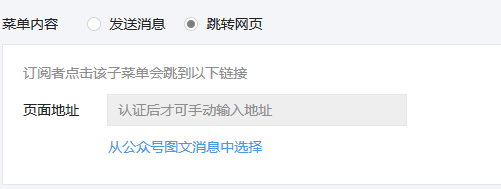 菜单内容 发送消息 跳转网页
订阅者点击该子菜单会跳到以下链接
页面地址 认证后才可手动输入地址
从公众号图文消息中选择